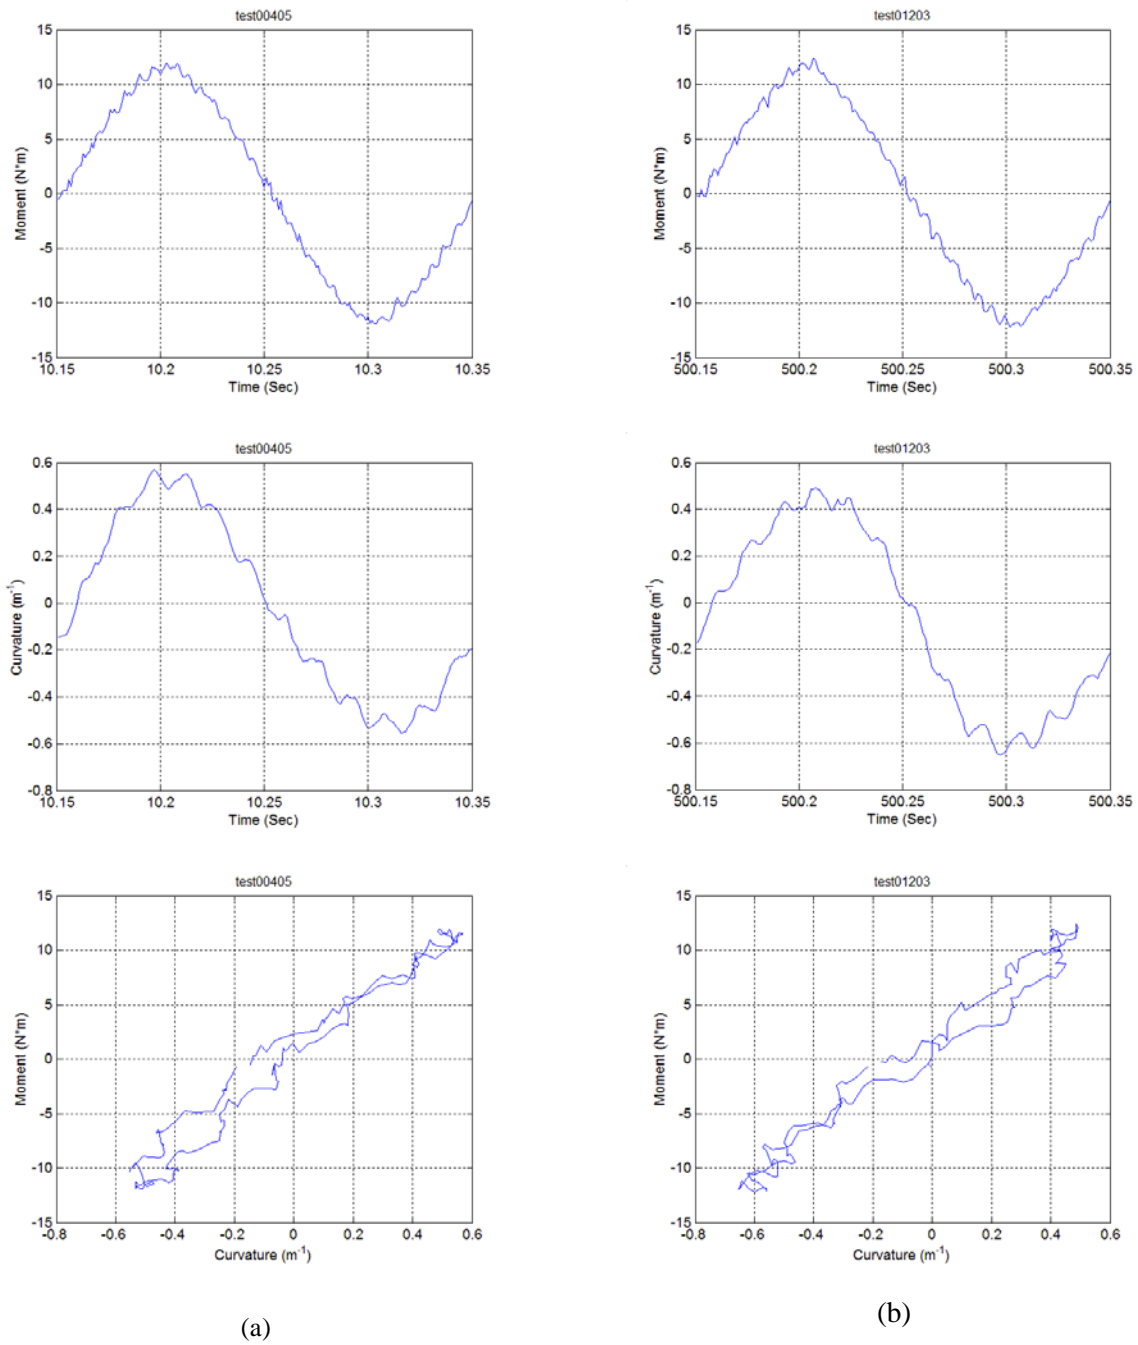 test00405
15
10
5
0
-5
-10
-15
Moment (N*m)
10.15 10.2 10.25 10.3 10.35
Time (Sec)
test01203
15
10
5
0
-5
-10
-15
Moment (N*m)
500.15 500.2 500.25 500.3 500.35
Time (Sec)
test00405
0.6
0.4
0.2
0
-0.2
-0.4
-0.6
-0.8
Curvature (m⁻¹)
10.15 10.2 10.25 10.3 10.35
Time (Sec)
test01203
0.6
0.4
0.2
0
-0.2
-0.4
-0.6
-0.8
Curvature (m⁻¹)
500.15 500.2 500.25 500.3 500.35
Time (Sec)
test00405
15
10
5
0
-5
-10
-15
Moment (N*m)
-0.8 -0.6 -0.4 -0.2 0 0.2 0.4 0.6
Curvature (m⁻¹)
test01203
15
10
5
0
-5
-10
-15
Moment (N*m)
-0.8 -0.6 -0.4 -0.2 0 0.2 0.4 0.6
Curvature (m⁻¹)
(a)
(b)